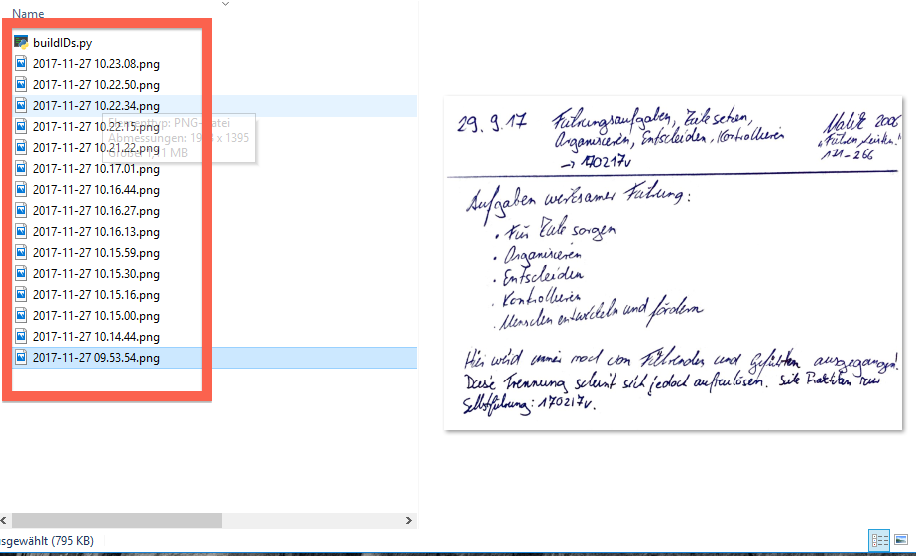 Name
buildIDs.py
2017-11-27 10.23.08.png
2017-11-27 10.22.50.png
2017-11-27 10.22.34.png
2017-11-27 10.22.15.png
2017-11-27 10.21.22.png
2017-11-27 10.17.01.png
2017-11-27 10.16.44.png
2017-11-27 10.16.27.png
2017-11-27 10.16.13.png
2017-11-27 10.15.59.png
2017-11-27 10.15.30.png
2017-11-27 10.15.16.png
2017-11-27 10.15.00.png
2017-11-27 10.14.44.png
2017-11-27 09.53.54.png
Elementtyp: PNG-Datei
Abmessungen: x 1395
Größe: MB
sgewählt (795 KB)
29.9.17 Führungsaufgaben, Ziele setzen, Malik 2006
Organisieren, Entscheiden, Kontrollieren "Führen Leisten"
→ 170217v 121-266
Aufgaben wirksamer Führung:
• Für Ziele sorgen
• Organisieren
• Entscheiden
• Kontrollieren
• Menschen entwickeln und fördern
Hier wird immer noch von Führenden und Geführten ausgegangen!
Diese Trennung scheint sich jedoch aufzulösen. Siehe Praktiken zur
Selbstführung: 170217v.